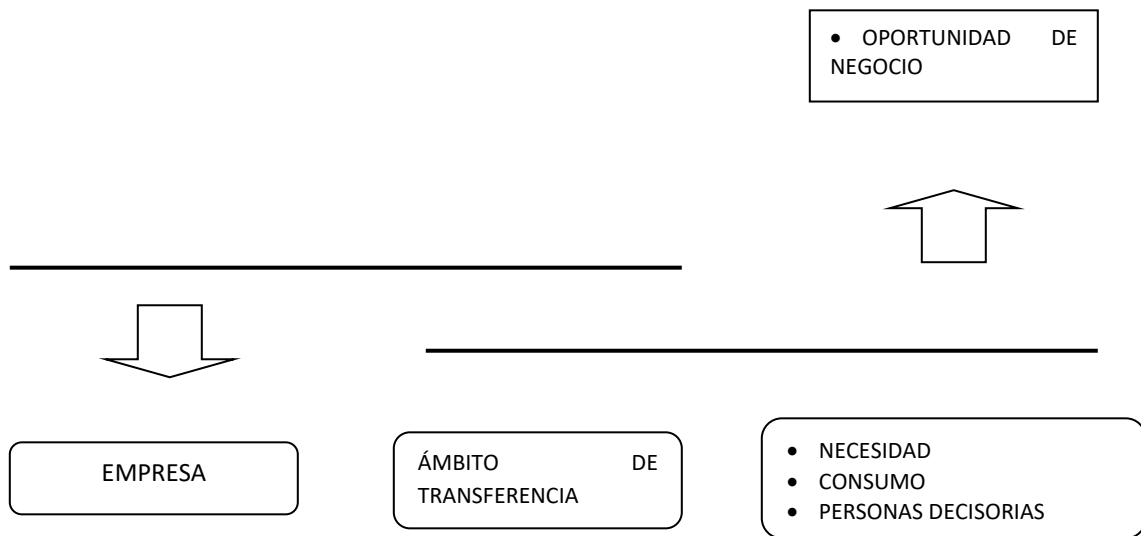 • OPORTUNIDAD DE
NEGOCIO
EMPRESA
ÁMBITO DE
TRANSFERENCIA
• NECESIDAD
• CONSUMO
• PERSONAS DECISORIAS